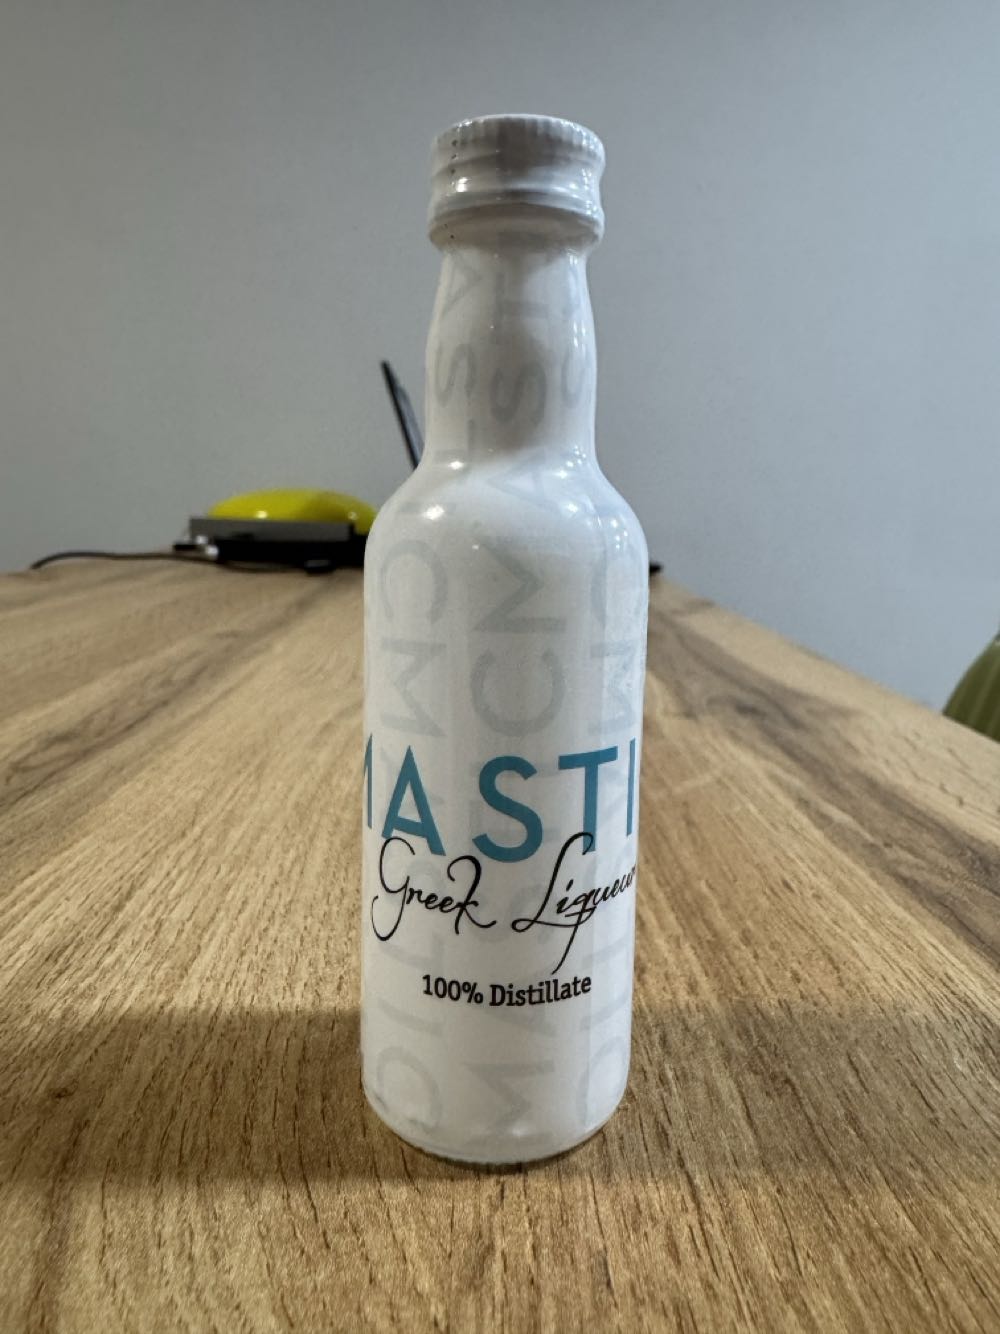 MASTI
Greek Liqueur
100% Distillate